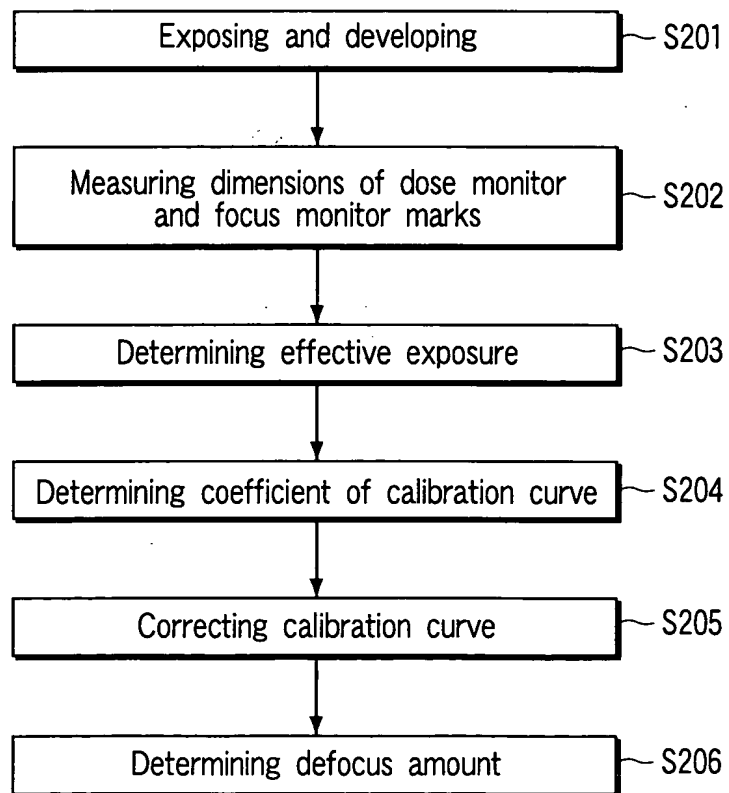 Exposing and developing S201
Measuring dimensions of dose monitor
and focus monitor marks S202
Determining effective exposure S203
Determining coefficient of calibration curve S204
Correcting calibration curve S205
Determining defocus amount S206